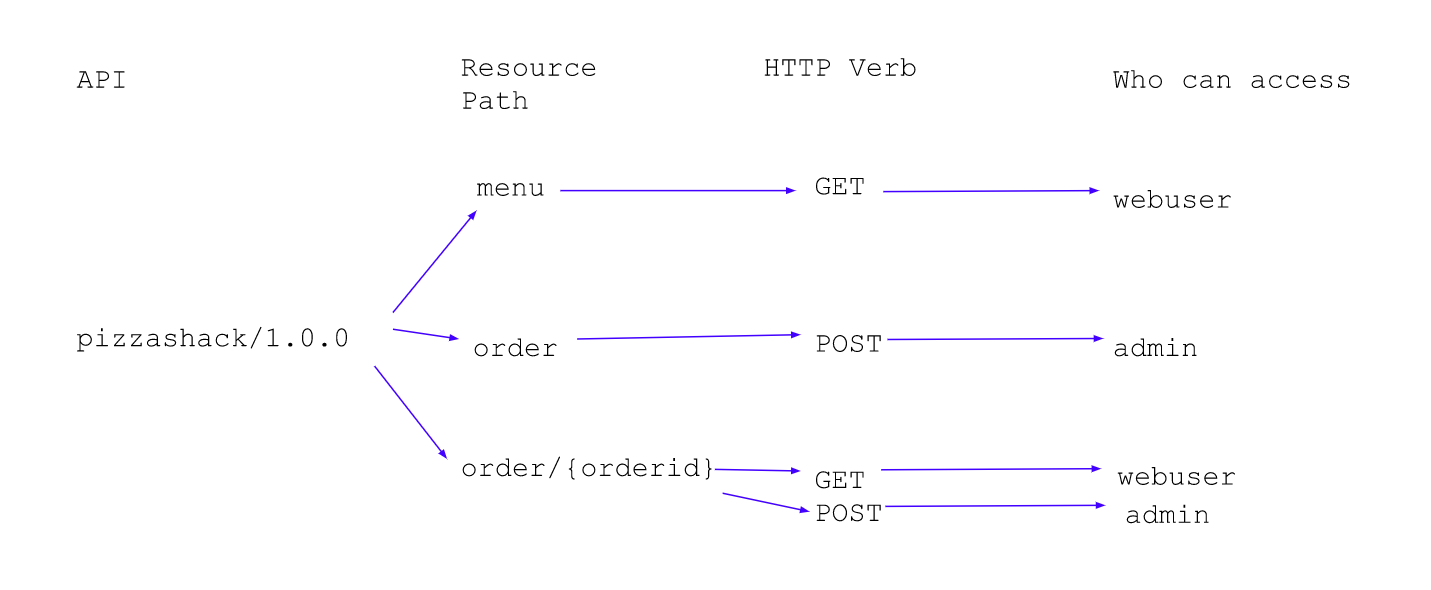 API
Resource
Path
HTTP Verb
Who can access
menu
GET
webuser
pizzashack/1.0.0
order
POST
admin
order/{orderid}
GET
webuser
POST
admin